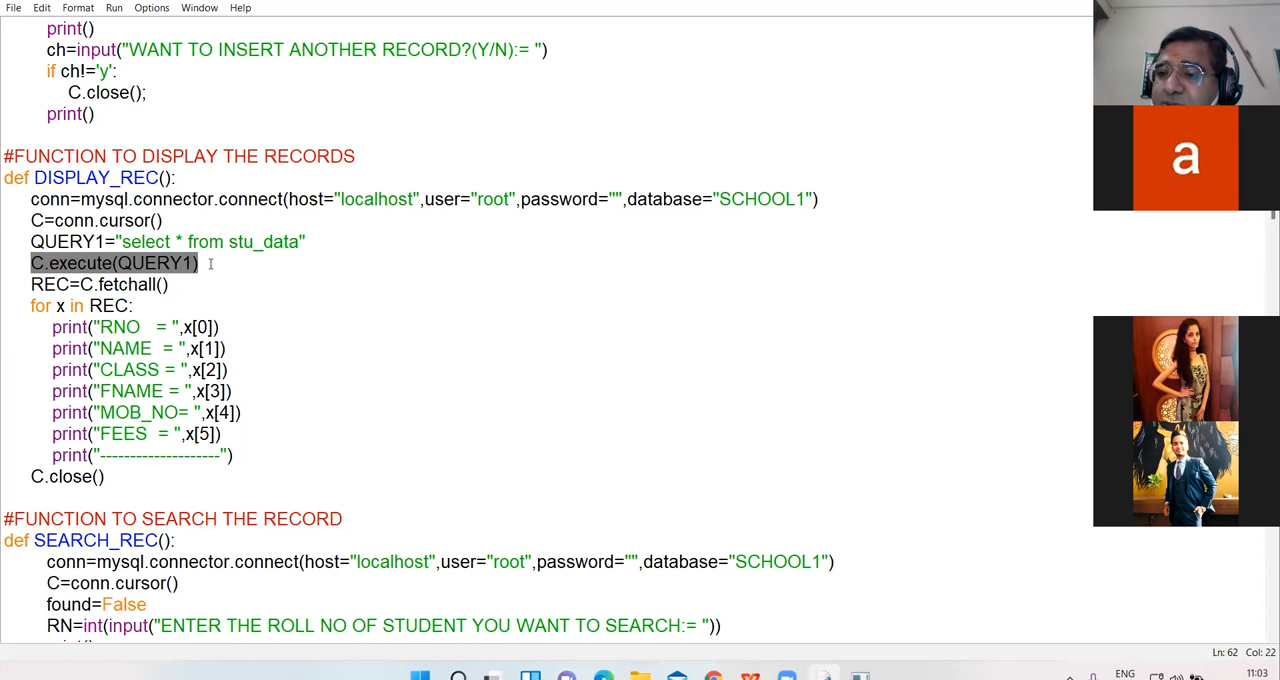 File Edit Format Run Options Window Help
print()
ch=input("WANT TO INSERT ANOTHER RECORD?(Y/N):= ")
if ch!='y':
C.close();
print()
#FUNCTION TO DISPLAY THE RECORDS
def DISPLAY_REC():
conn=mysql.connector.connect(host="localhost",user="root",password="",database="SCHOOL1")
C=conn.cursor()
QUERY1="select * from stu_data"
C.execute(QUERY1)
REC=C.fetchall()
for x in REC:
print("RNO   = ",x[0])
print("NAME  = ",x[1])
print("CLASS = ",x[2])
print("FNAME = ",x[3])
print("MOB_NO= ",x[4])
print("FEES  = ",x[5])
print("--------------------")
C.close()
#FUNCTION TO SEARCH THE RECORD
def SEARCH_REC():
conn=mysql.connector.connect(host="localhost",user="root",password="",database="SCHOOL1")
C=conn.cursor()
found=False
RN=int(input("ENTER THE ROLL NO OF STUDENT YOU WANT TO SEARCH:= "))
Ln: 62 Col: 22
ENG
11:03
a